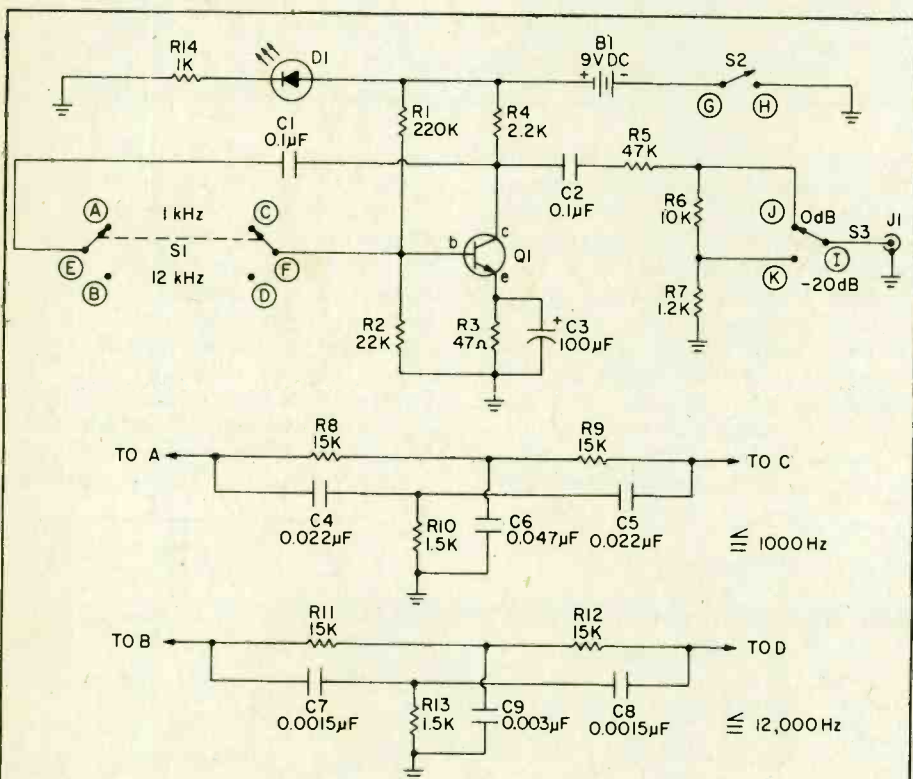 R14
1K
D1
B1
9V DC
+ -
S2
G
H
R1
220K
R4
2.2K
C1
0.1µF
R5
47K
C2
0.1µF
R6
10K
J
0dB
S3
J1
I
K
-20dB
R7
1.2K
A
1 kHz
C
E
S1
F
12 kHz
B
D
b
c
Q1
e
R2
22K
R3
47Ω
+
C3
100µF
R8
15K
R9
15K
TO A
TO C
C4
0.022µF
R10
1.5K
C6
0.047µF
C5
0.022µF
≦ 1000 Hz
R11
15K
R12
15K
TO B
TO D
C7
0.0015µF
R13
1.5K
C9
0.003µF
C8
0.0015µF
≦ 12,000 Hz